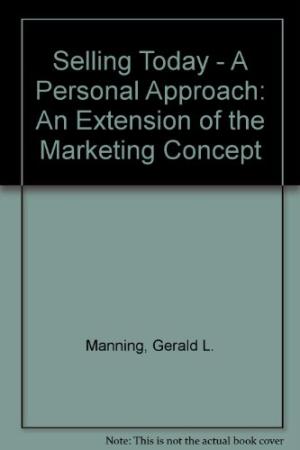 Selling Today - A
Personal Approach:
An Extension of the
Marketing Concept
Manning, Gerald L.
Note: This is not the actual book cover